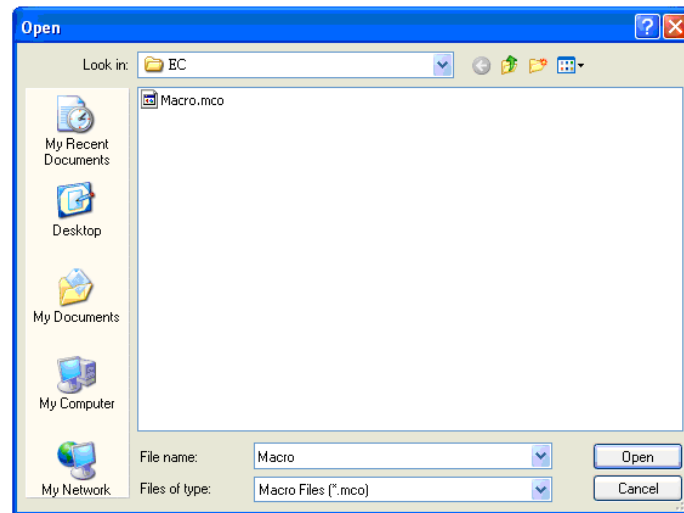 Open
Look in:
EC
Macro.mco
My Recent
Documents
Desktop
My Documents
My Computer
My Network
File name:
Macro
Open
Files of type:
Macro Files (*.mco)
Cancel